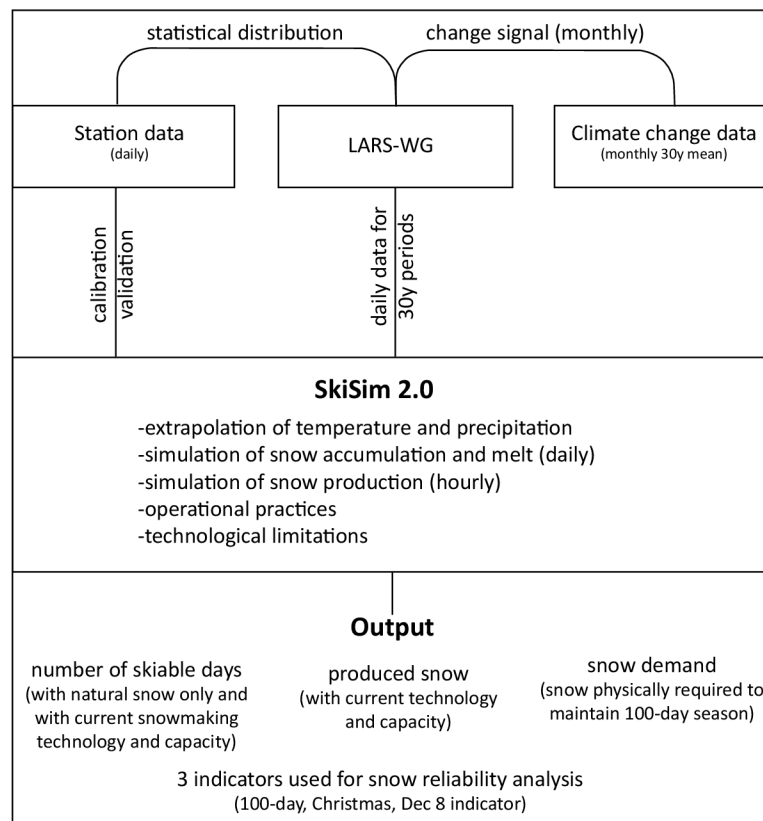 statistical distribution
change signal (monthly)
Station data
(daily)
LARS-WG
Climate change data
(monthly 30y mean)
calibration
validation
daily data for
30y periods
SkiSim 2.0
-extrapolation of temperature and precipitation
-simulation of snow accumulation and melt (daily)
-simulation of snow production (hourly)
-operational practices
-technological limitations
Output
number of skiable days
(with natural snow only and
with current snowmaking
technology and capacity)
produced snow
(with current technology
and capacity)
snow demand
(snow physically required to
maintain 100-day season)
3 indicators used for snow reliability analysis
(100-day, Christmas, Dec 8 indicator)